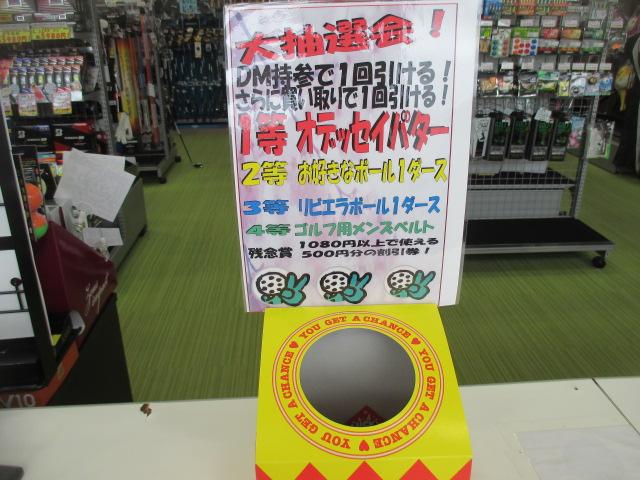 大抽選会!
DM持参で1回引ける!
さらに買い取りで1回引ける!
1等 オデッセイパター
2等 お好きなボール1ダース
3等 リビエラボール1ダース
4等 ゴルフ用メンズベルト
残念賞 1080円以上で使える
500円分の割引券!
YOU GET A CHANCE ♥ YOU GET A CHANCE ♥ YOU GET A CHANCE ♥ YOU GET A CHANCE ♥
V10